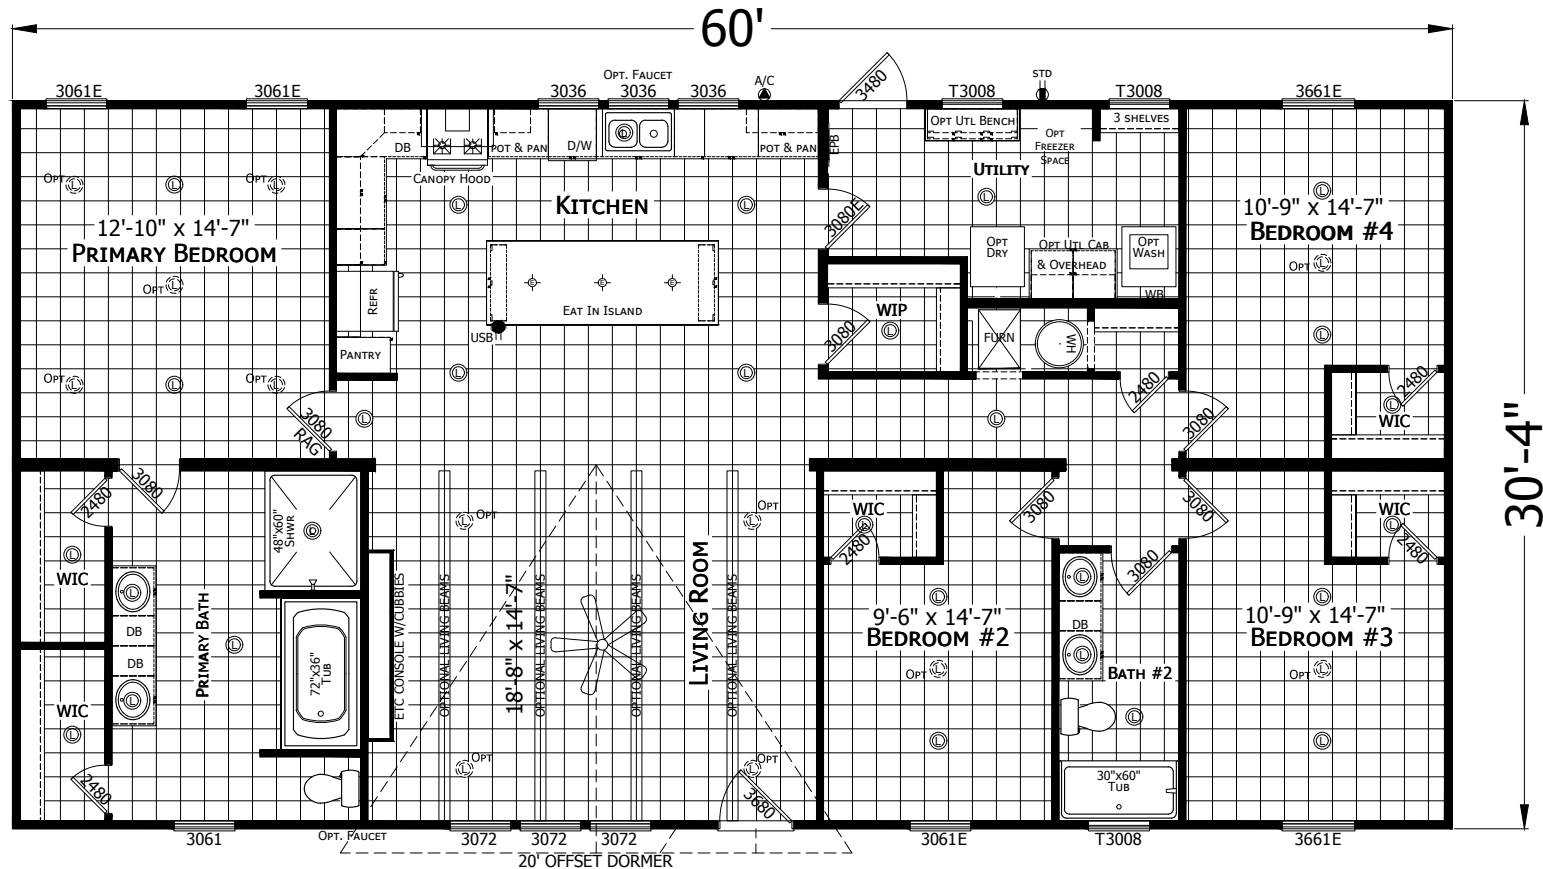 60'
3061E
3061E
3036
Opt. Faucet
3036
3036
A/C
3480
T3008
STD
T3008
3661E
DB
POT & PAN
D/W
POT & PAN
EPB
Opt Utl Bench
Opt
Freezer
Space
3 SHELVES
Canopy Hood
Opt
L
L
Opt
L
L
L
L
L
L
12'-10" x 14'-7"
Primary Bedroom
Opt
L
Kitchen
Utility
3080E
10'-9" x 14'-7"
Bedroom #4
Opt
L
REFR
E
E
E
Eat In Island
USB
Pantry
Opt
Dry
Opt Utl Cab
& Overhead
Opt
Wash
WB
WIP
L
3080
FURN
WH
L
Opt
L
L
Opt
L
L
L
3080
RAG
L
L
2480
3080
2480
L
WIC
30'-4"
2480
3080
48"x60"
SHWR
L
L
Opt
L
Opt
WIC
L
2480
3080
3080
WIC
L
2480
L
WIC
L
DB
DB
L
Primary Bath
L
72"x36"
Tub
ETC CONSOLE W/CUBBIES
OPTIONAL LIVING BEAMS
18'-8" x 14'-7"
OPTIONAL LIVING BEAMS
OPTIONAL LIVING BEAMS
Living Room
OPTIONAL LIVING BEAMS
L
9'-6" x 14'-7"
Bedroom #2
Opt
L
L
DB
L
3080
Bath #2
L
L
10'-9" x 14'-7"
Bedroom #3
Opt
L
WIC
L
2480
L
Opt
L
Opt
3680
L
30"x60"
Tub
L
3061
Opt. Faucet
3072
3072
3072
3061E
T3008
3661E
20' OFFSET DORMER